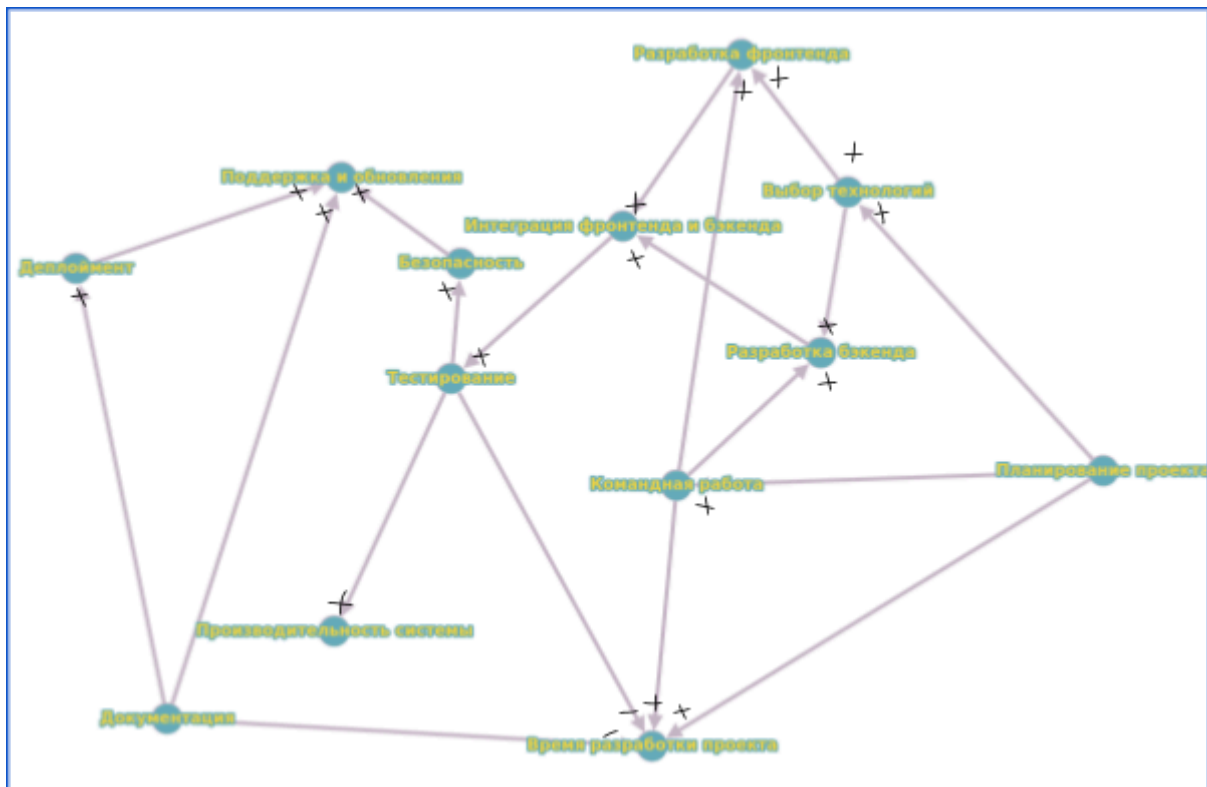 Разработка фронтенда
Поддержка и обновления
Выбор технологий
Интеграция фронтенда и бэкенда
Безопасность
Деплоймент
Разработка бэкенда
Тестирование
Планирование проекта
Командная работа
Производительность системы
Документация
Время разработки проекта